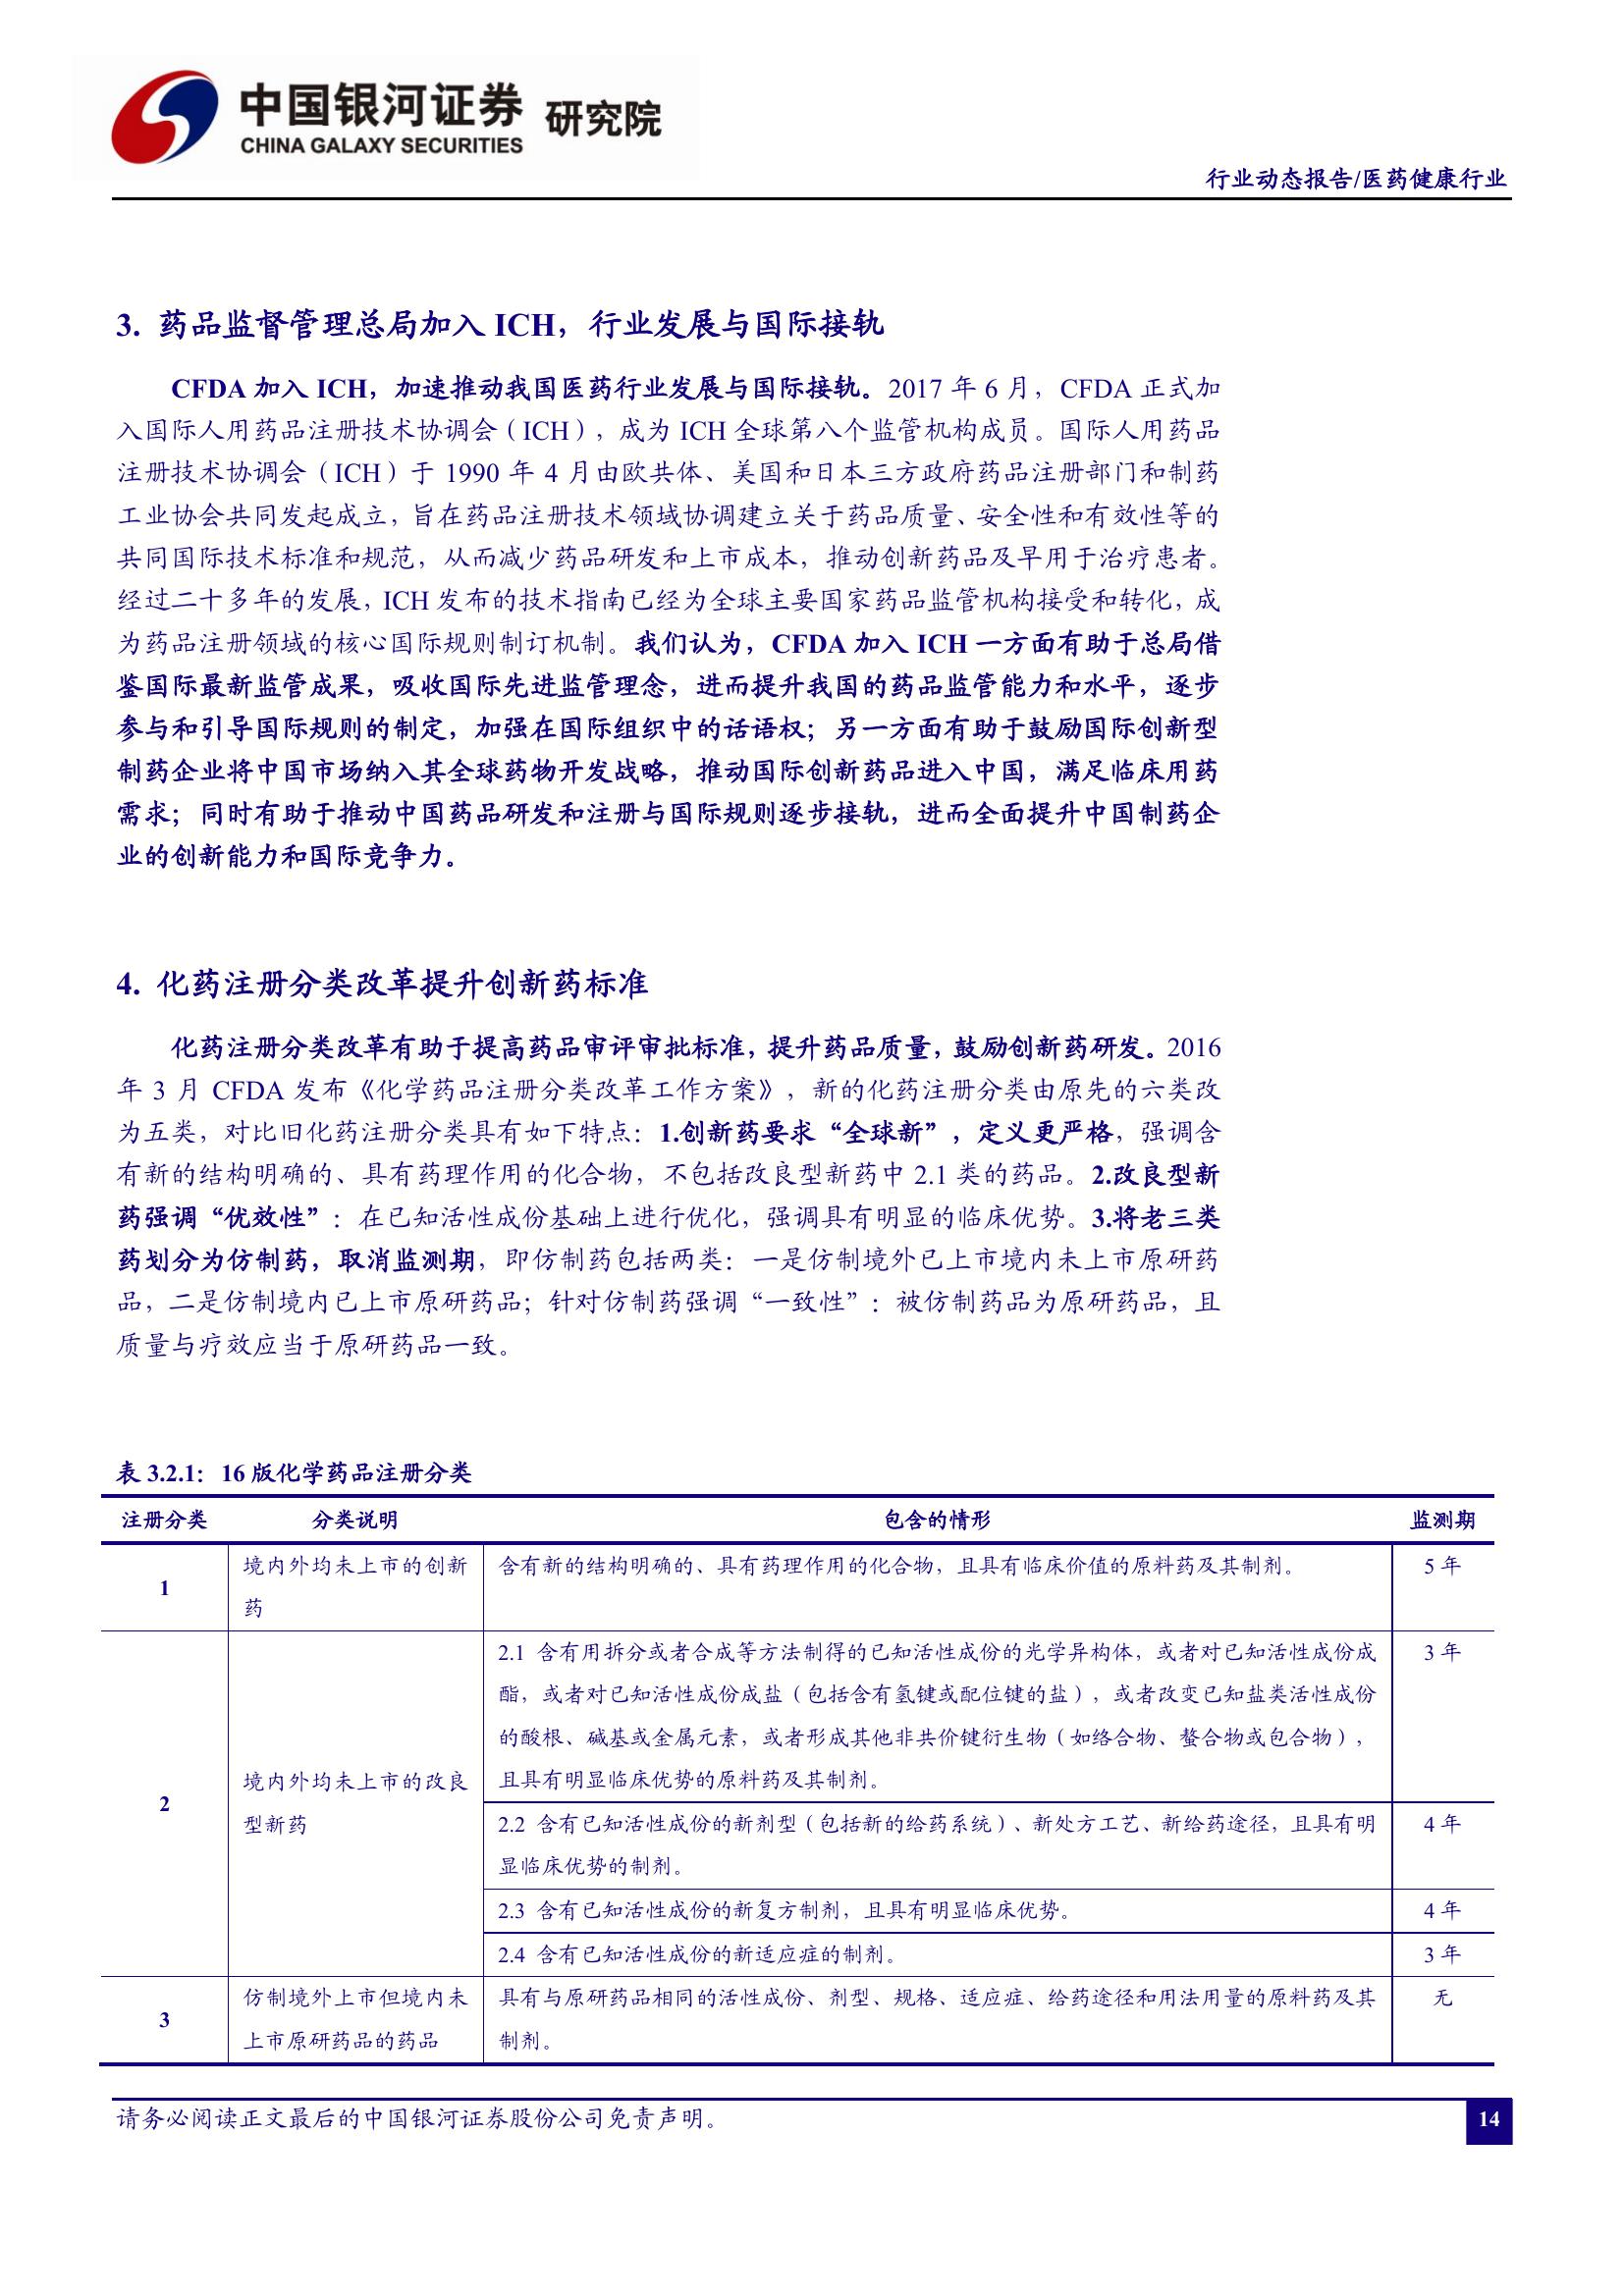 中国银河证券 研究院
CHINA GALAXY SECURITIES
行业动态报告/医药健康行业
3. 药品监督管理总局加入 ICH，行业发展与国际接轨
CFDA 加入 ICH，加速推动我国医药行业发展与国际接轨。2017 年 6 月，CFDA 正式加
入国际人用药品注册技术协调会（ICH），成为 ICH 全球第八个监管机构成员。国际人用药品
注册技术协调会（ICH）于 1990 年 4 月由欧共体、美国和日本三方政府药品注册部门和制药
工业协会共同发起成立，旨在药品注册技术领域协调建立关于药品质量、安全性和有效性等的
共同国际技术标准和规范，从而减少药品研发和上市成本，推动创新药品及早用于治疗患者。
经过二十多年的发展，ICH 发布的技术指南已经为全球主要国家药品监管机构接受和转化，成
为药品注册领域的核心国际规则制订机制。我们认为，CFDA 加入 ICH 一方面有助于总局借
鉴国际最新监管成果，吸收国际先进监管理念，进而提升我国的药品监管能力和水平，逐步
参与和引导国际规则的制定，加强在国际组织中的话语权；另一方面有助于鼓励国际创新型
制药企业将中国市场纳入其全球药物开发战略，推动国际创新药品进入中国，满足临床用药
需求；同时有助于推动中国药品研发和注册与国际规则逐步接轨，进而全面提升中国制药企
业的创新能力和国际竞争力。
4. 化药注册分类改革提升创新药标准
化药注册分类改革有助于提高药品审评审批标准，提升药品质量，鼓励创新药研发。2016
年 3 月 CFDA 发布《化学药品注册分类改革工作方案》，新的化药注册分类由原先的六类改
为五类，对比旧化药注册分类具有如下特点：1.创新药要求“全球新”，定义更严格，强调含
有新的结构明确的、具有药理作用的化合物，不包括改良型新药中 2.1 类的药品。2.改良型新
药强调“优效性”：在已知活性成份基础上进行优化，强调具有明显的临床优势。3.将老三类
药划分为仿制药，取消监测期，即仿制药包括两类：一是仿制境外已上市境内未上市原研药
品，二是仿制境内已上市原研药品；针对仿制药强调“一致性”：被仿制药品为原研药品，且
质量与疗效应当于原研药品一致。
表 3.2.1：16 版化学药品注册分类
注册分类 分类说明 包含的情形 监测期
1 境内外均未上市的创新 含有新的结构明确的、具有药理作用的化合物，且具有临床价值的原料药及其制剂。 5 年
药
2.1 含有用拆分或者合成等方法制得的已知活性成份的光学异构体，或者对已知活性成份成 3 年
酯，或者对已知活性成份成盐（包括含有氢键或配位键的盐），或者改变已知盐类活性成份
的酸根、碱基或金属元素，或者形成其他非共价键衍生物（如络合物、螯合物或包合物），
2 境内外均未上市的改良 且具有明显临床优势的原料药及其制剂。
型新药 2.2 含有已知活性成份的新剂型（包括新的给药系统）、新处方工艺、新给药途径，且具有明 4 年
显临床优势的制剂。
2.3 含有已知活性成份的新复方制剂，且具有明显临床优势。 4 年
2.4 含有已知活性成份的新适应症的制剂。 3 年
3 仿制境外上市但境内未 具有与原研药品相同的活性成份、剂型、规格、适应症、给药途径和用法用量的原料药及其 无
上市原研药品的药品 制剂。
请务必阅读正文最后的中国银河证券股份公司免责声明。 14